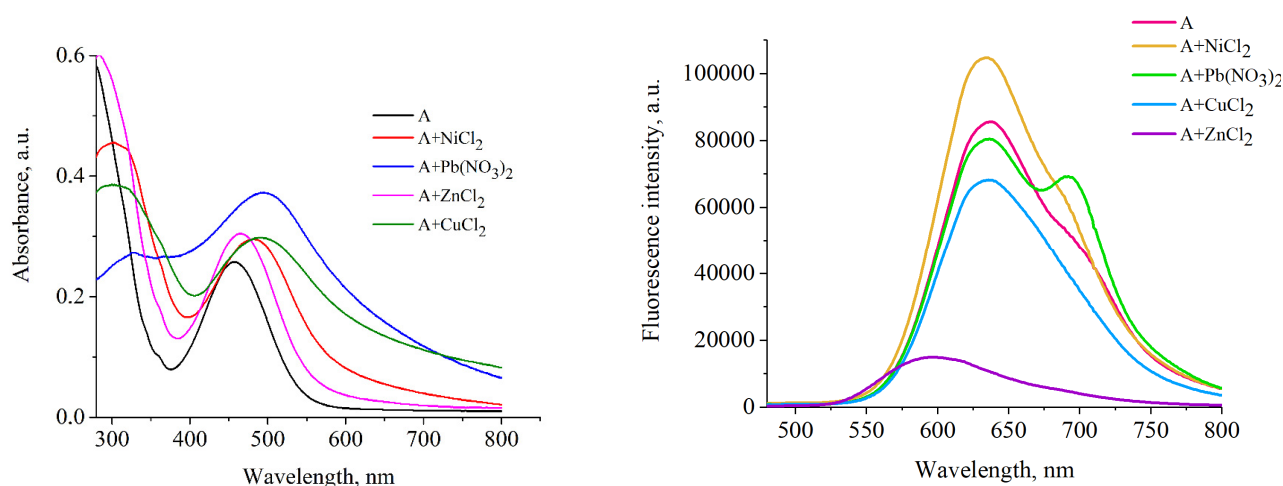 Absorbance, a.u.
0.6
0.4
0.2
0.0
300 400 500 600 700 800
Wavelength, nm
A
A+NiCl2
A+Pb(NO3)2
A+ZnCl2
A+CuCl2
Fluorescence intensity, a.u.
100000
80000
60000
40000
20000
0
500 550 600 650 700 750 800
Wavelength, nm
A
A+NiCl2
A+Pb(NO3)2
A+CuCl2
A+ZnCl2